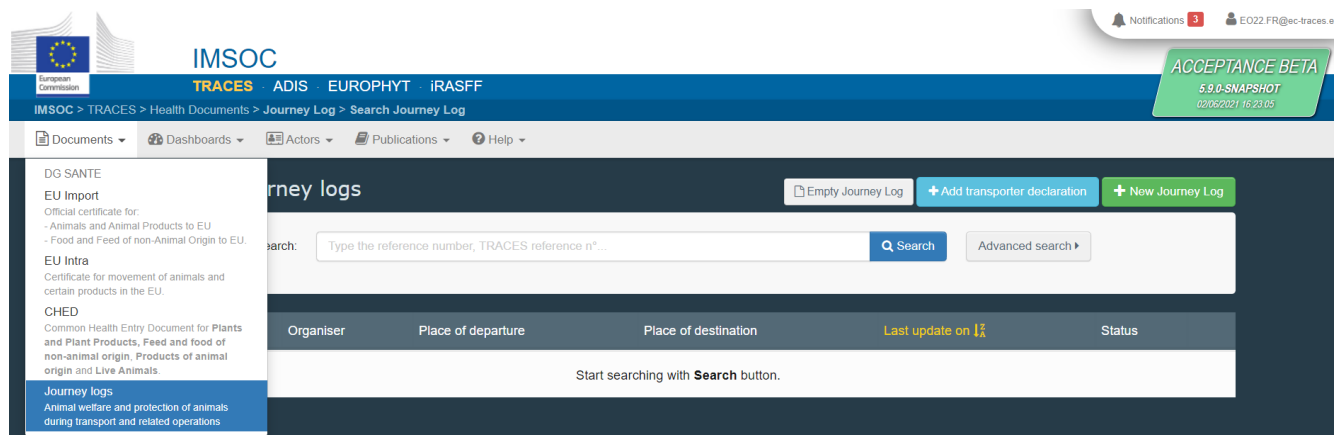 Notifications 3 EO22.FR@ec-traces.e
European
Commission
IMSOC
TRACES · ADIS · EUROPHYT · iRASFF
ACCEPTANCE BETA
5.9.0-SNAPSHOT
02/06/2021 16:23:05
IMSOC > TRACES > Health Documents > Journey Log > Search Journey Log
Documents Dashboards Actors Publications Help
DG SANTE
EU Import
Official certificate for:
- Animals and Animal Products to EU
- Food and Feed of non-Animal Origin to EU.
EU Intra
Certificate for movement of animals and
certain products in the EU.
CHED
Common Health Entry Document for Plants
and Plant Products, Feed and food of
non-animal origin, Products of animal
origin and Live Animals.
Journey logs
Animal welfare and protection of animals
during transport and related operations
rney logs
Empty Journey Log + Add transporter declaration + New Journey Log
earch: Type the reference number, TRACES reference n°... Search Advanced search
Organiser Place of departure Place of destination Last update on Status
Start searching with Search button.